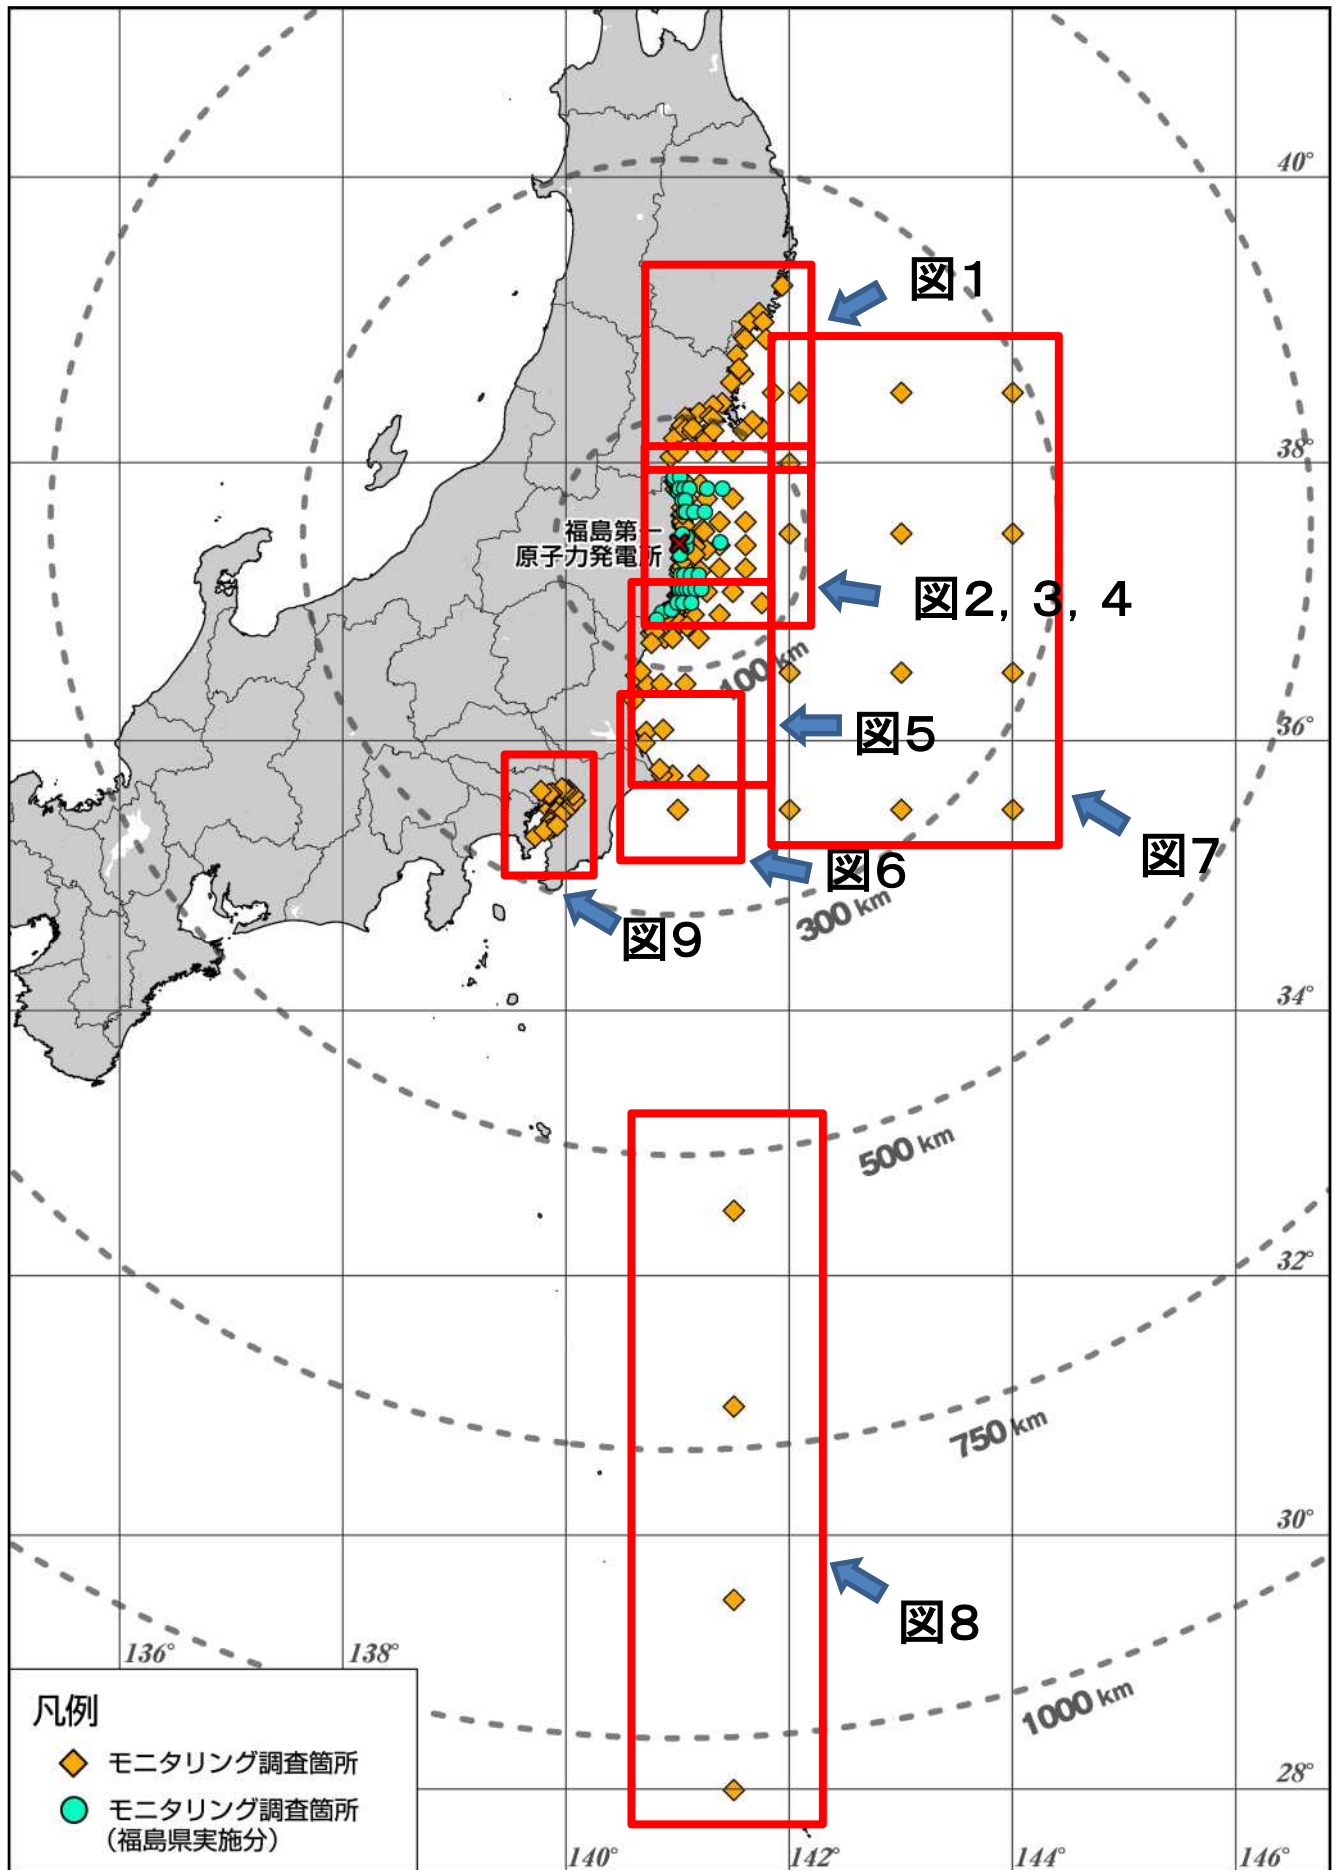 40°
図1
38°
福島第一
原子力発電所
図2, 3, 4
100 km
36°
図5
図7
図6
300 km
図9
34°
500 km
32°
750 km
30°
図8
136°
138°
1000 km
凡例
モニタリング調査箇所
28°
モニタリング調査箇所
(福島県実施分)
140°
142°
144°
146°